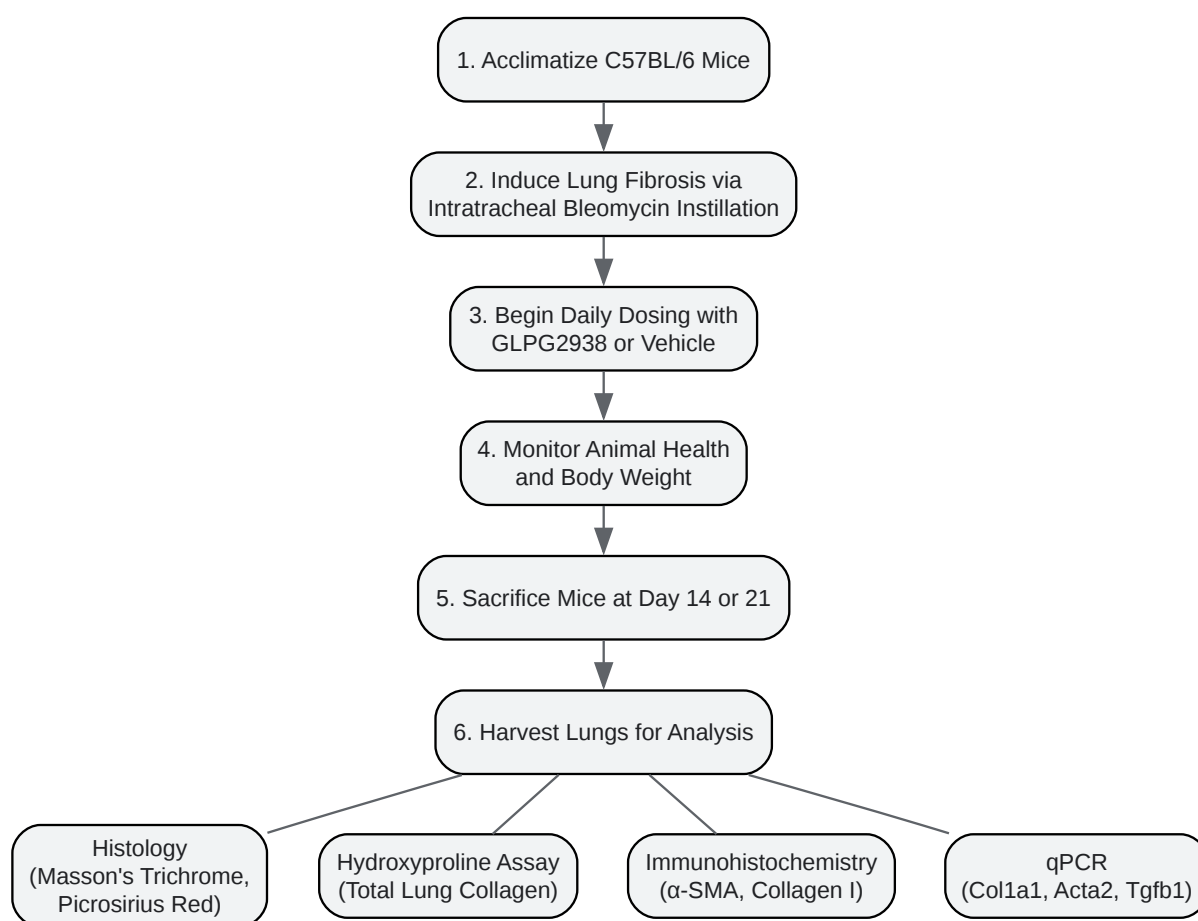 1. Acclimatize C57BL/6 Mice
2. Induce Lung Fibrosis via
Intratracheal Bleomycin Instillation
3. Begin Daily Dosing with
GLPG2938 or Vehicle
4. Monitor Animal Health
and Body Weight
5. Sacrifice Mice at Day 14 or 21
6. Harvest Lungs for Analysis
Histology
(Masson's Trichrome,
Picrosirius Red)
Hydroxyproline Assay
(Total Lung Collagen)
Immunohistochemistry
(α-SMA, Collagen I)
qPCR
(Col1a1, Acta2, Tgfb1)